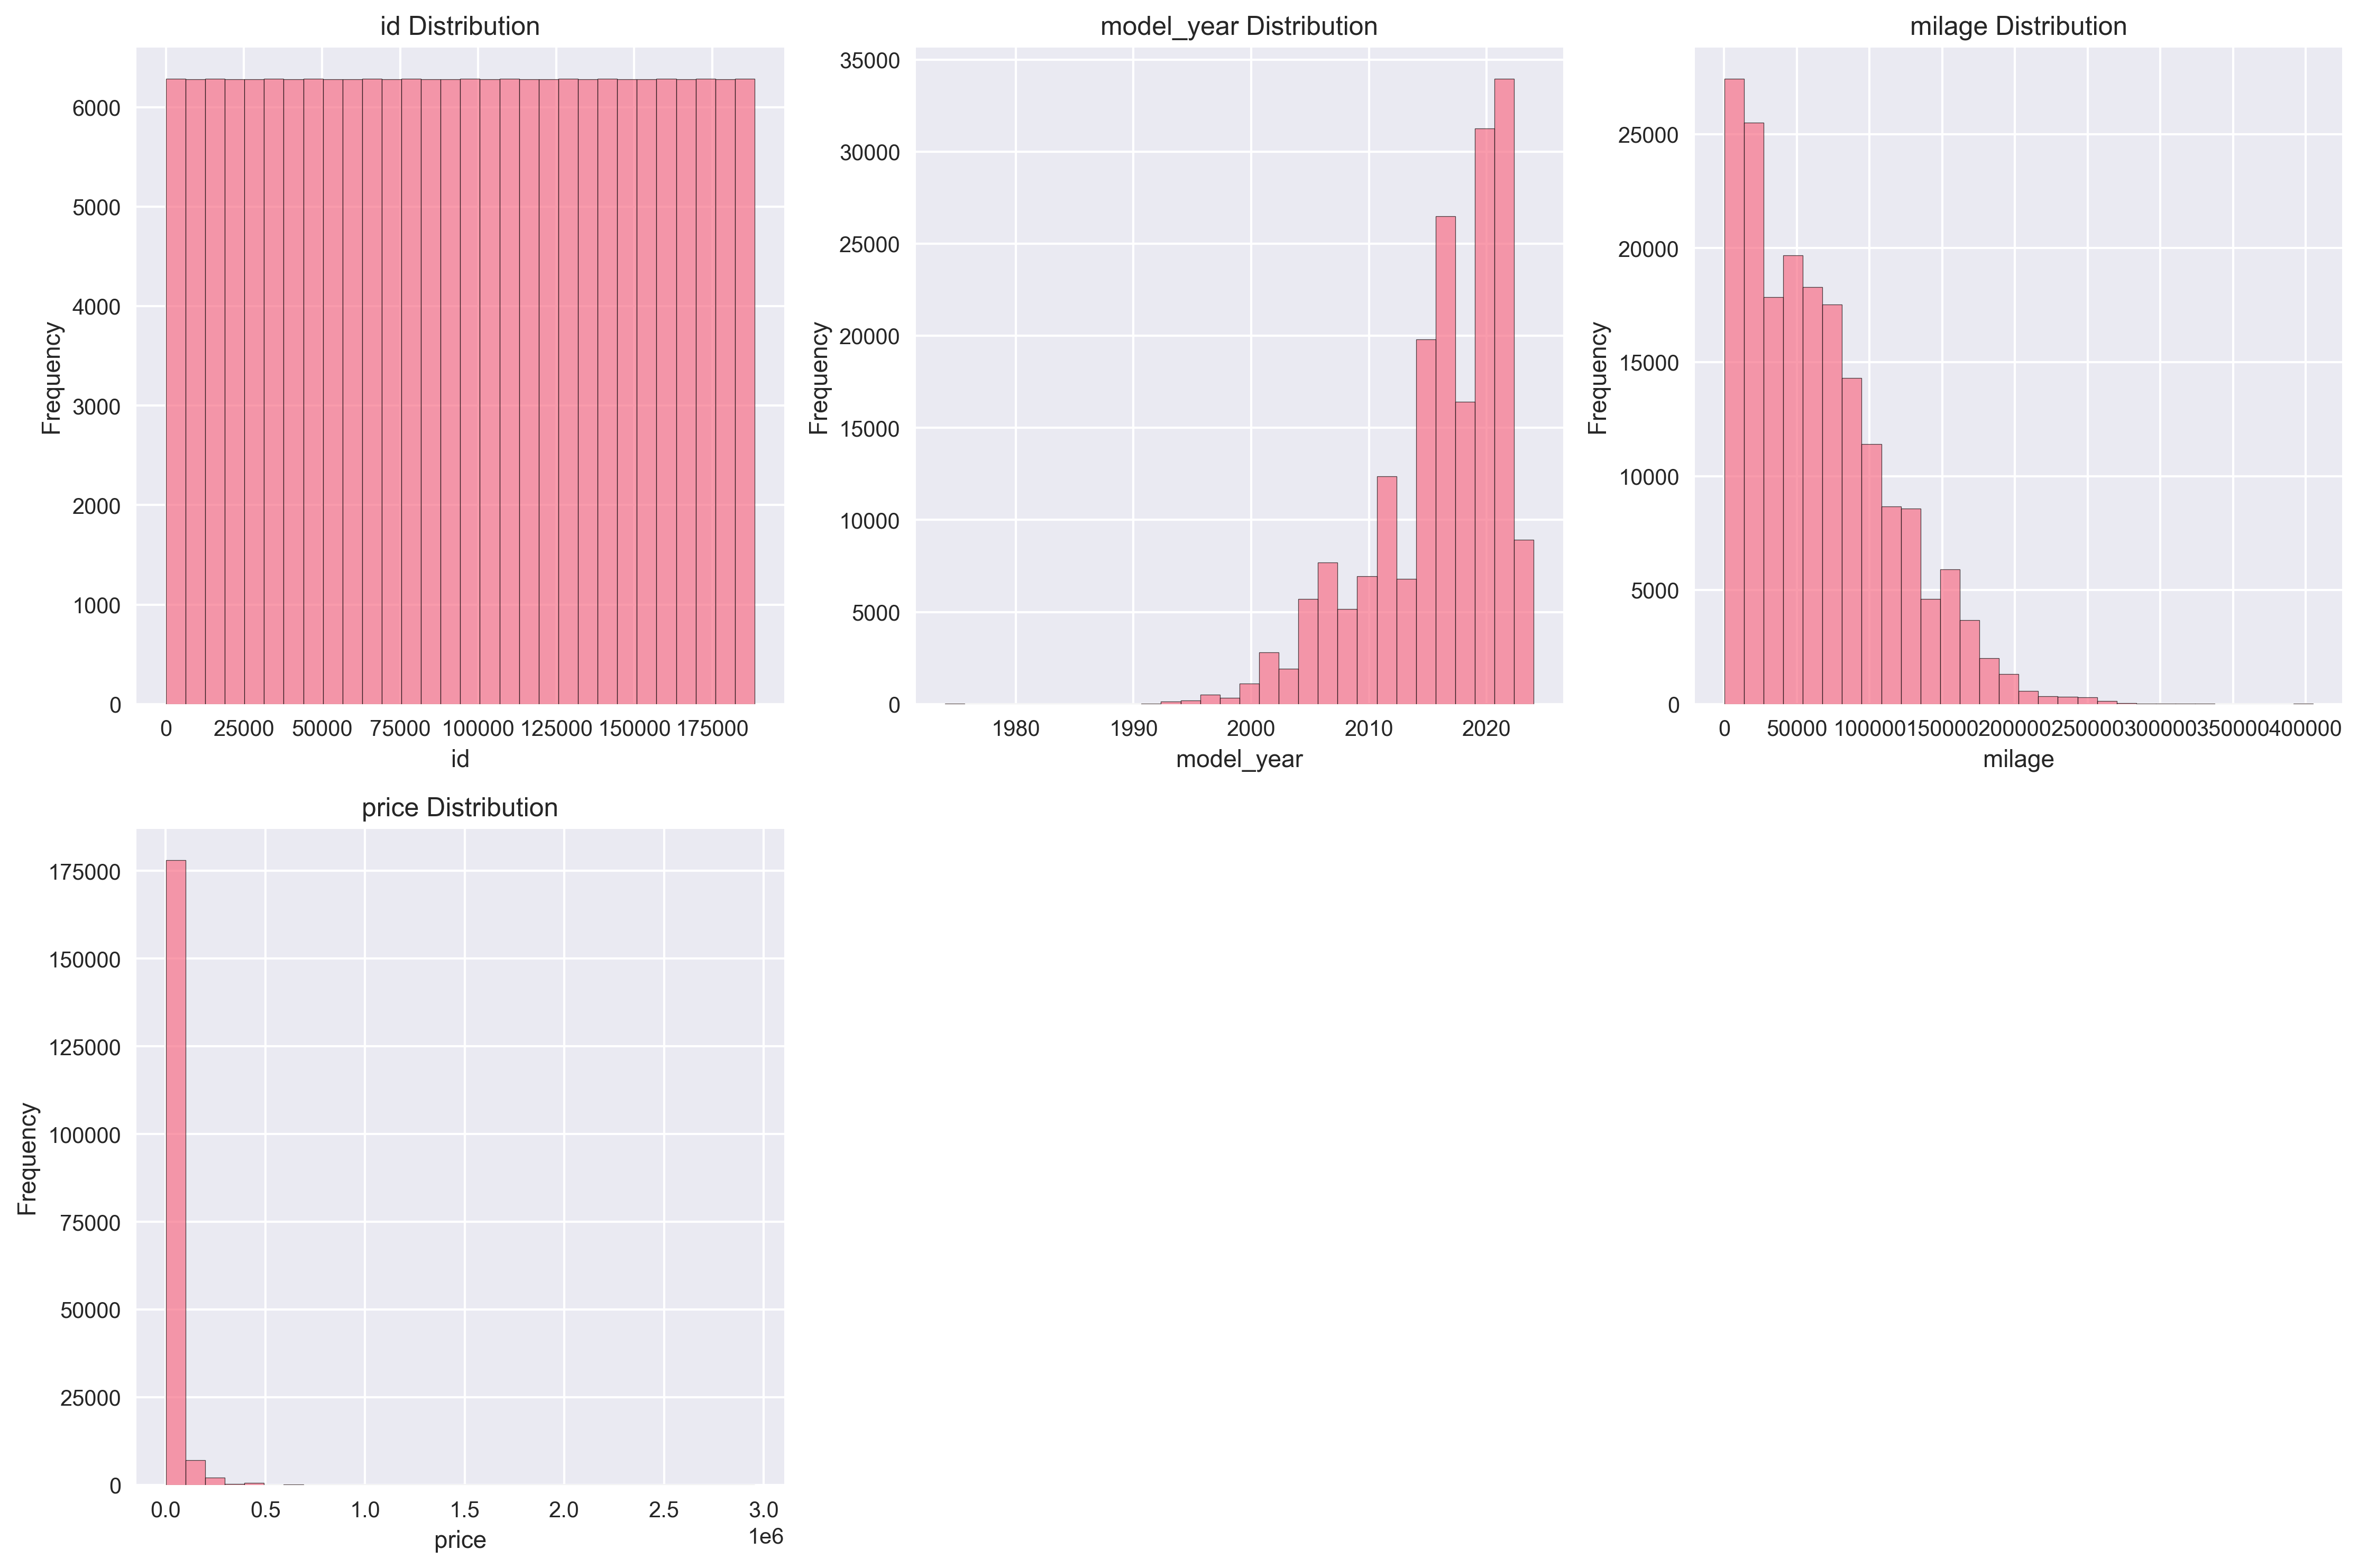 id Distribution
6000
5000
4000
3000
2000
1000
0
Frequency
0 25000 50000 75000 100000 125000 150000 175000
id
model_year Distribution
35000
30000
25000
20000
15000
10000
5000
0
Frequency
1980 1990 2000 2010 2020
model_year
milage Distribution
25000
20000
15000
10000
5000
0
Frequency
0 50000 100000 150000 200000 250000 300000 350000 400000
milage
price Distribution
175000
150000
125000
100000
75000
50000
25000
0
Frequency
0.0 0.5 1.0 1.5 2.0 2.5 3.0
1e6
price